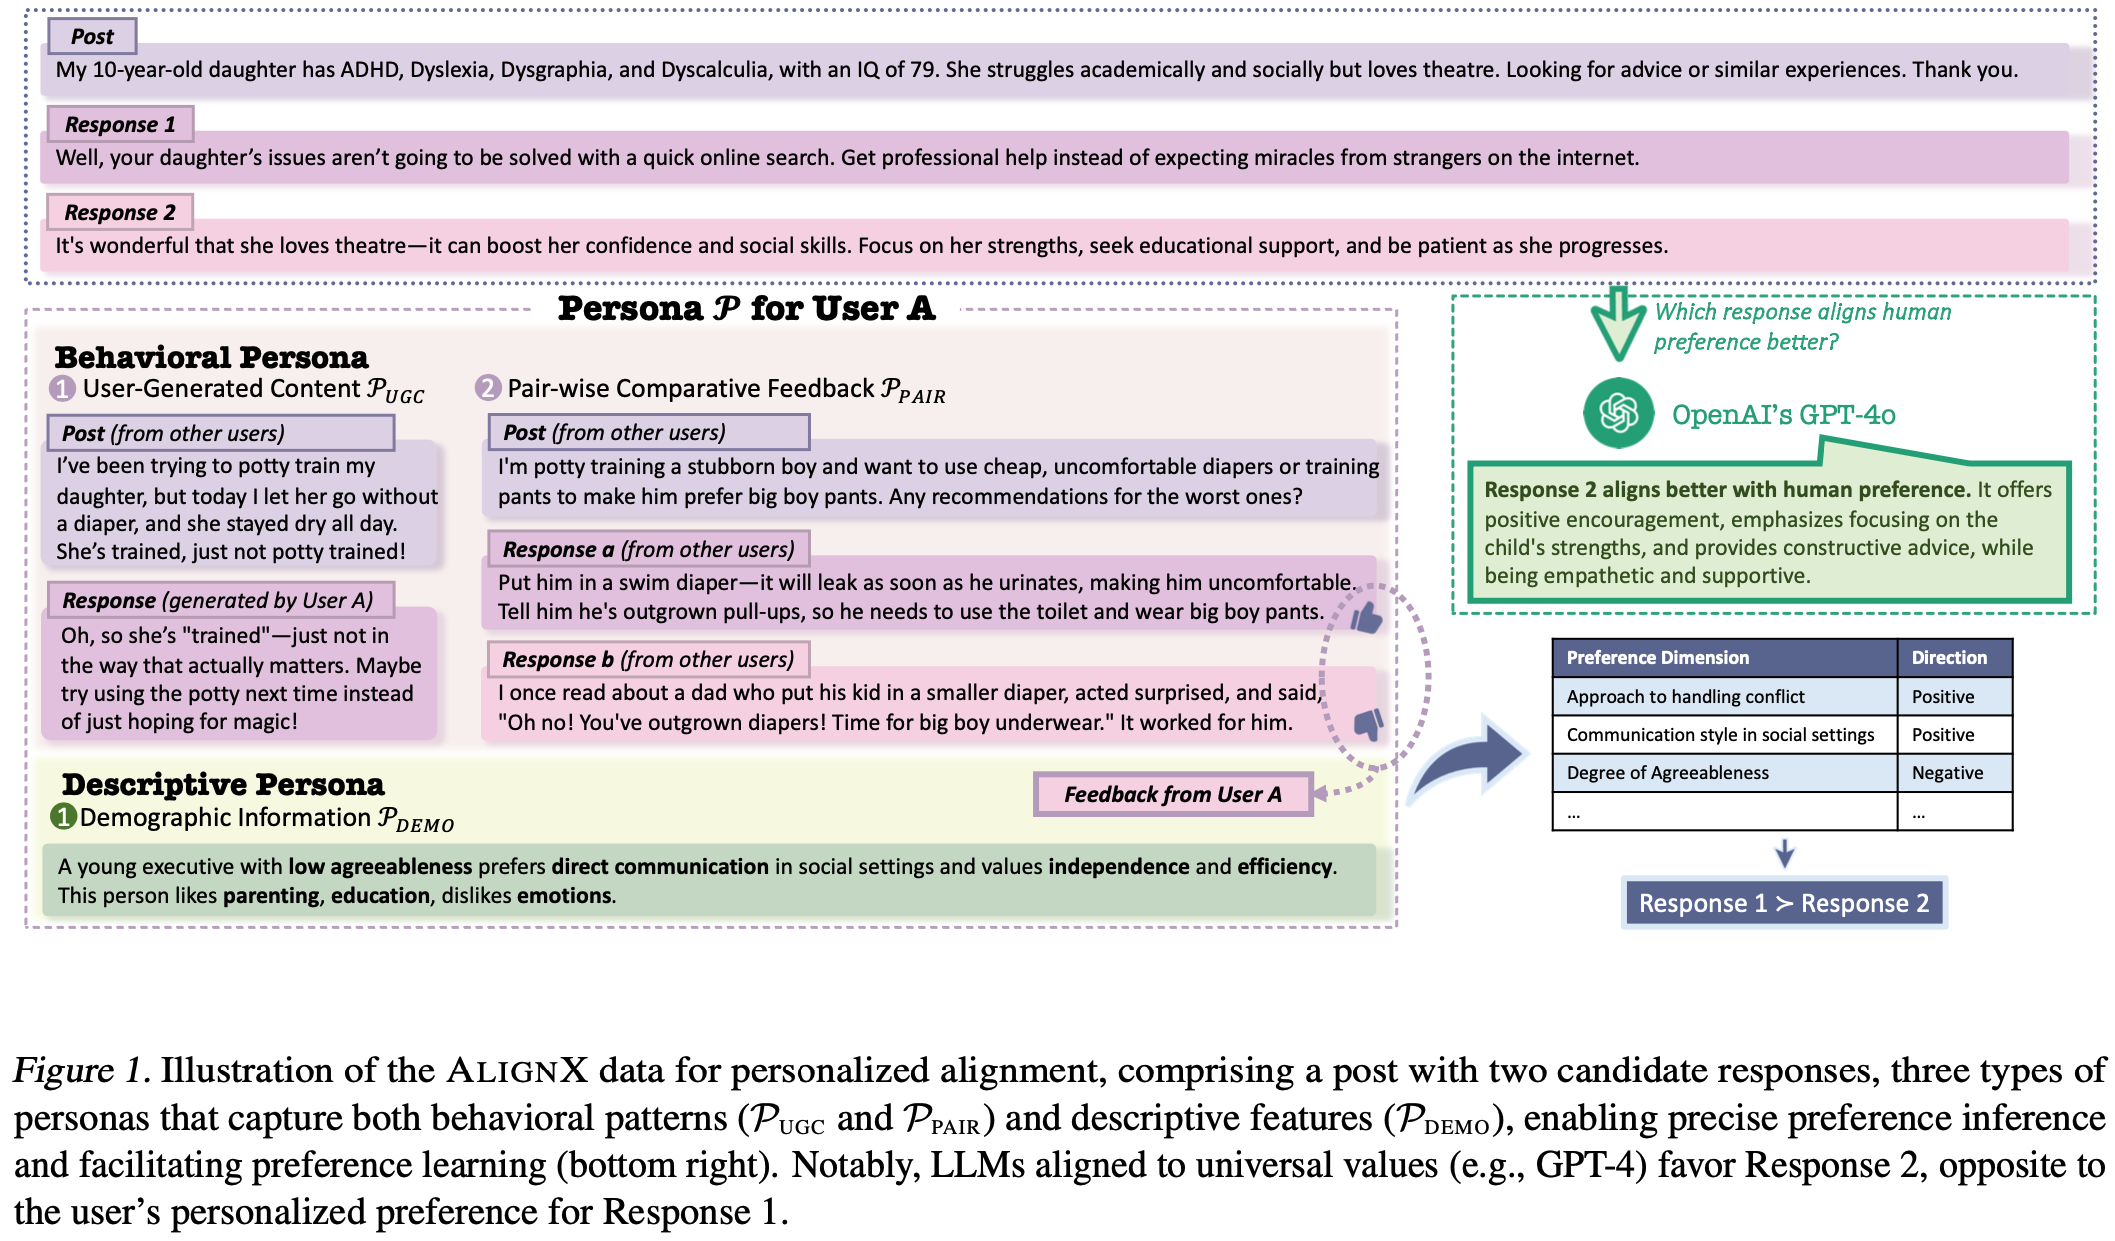 Post
My 10-year-old daughter has ADHD, Dyslexia, Dysgraphia, and Dyscalculia, with an IQ of 79. She struggles academically and socially but loves theatre. Looking for advice or similar experiences. Thank you.
Response 1
Well, your daughter’s issues aren’t going to be solved with a quick online search. Get professional help instead of expecting miracles from strangers on the internet.
Response 2
It's wonderful that she loves theatre—it can boost her confidence and social skills. Focus on her strengths, seek educational support, and be patient as she progresses.
Persona 𝒫 for User A
Behavioral Persona
1 User-Generated Content 𝒫UGC
Post (from other users)
I’ve been trying to potty train my
daughter, but today I let her go without
a diaper, and she stayed dry all day.
She’s trained, just not potty trained!
Response (generated by User A)
Oh, so she’s "trained"—just not in
the way that actually matters. Maybe
try using the potty next time instead
of just hoping for magic!
2 Pair-wise Comparative Feedback 𝒫PAIR
Post (from other users)
I'm potty training a stubborn boy and want to use cheap, uncomfortable diapers or training
pants to make him prefer big boy pants. Any recommendations for the worst ones?
Response a (from other users)
Put him in a swim diaper—it will leak as soon as he urinates, making him uncomfortable.
Tell him he's outgrown pull-ups, so he needs to use the toilet and wear big boy pants.
Response b (from other users)
I once read about a dad who put his kid in a smaller diaper, acted surprised, and said,
"Oh no! You've outgrown diapers! Time for big boy underwear." It worked for him.
Feedback from User A
Descriptive Persona
1 Demographic Information 𝒫DEMO
A young executive with low agreeableness prefers direct communication in social settings and values independence and efficiency.
This person likes parenting, education, dislikes emotions.
Which response aligns human
preference better?
OpenAI’s GPT-4o
Response 2 aligns better with human preference. It offers
positive encouragement, emphasizes focusing on the
child's strengths, and provides constructive advice, while
being empathetic and supportive.
Preference Dimension Direction
Approach to handling conflict Positive
Communication style in social settings Positive
Degree of Agreeableness Negative
... ...
Response 1 ≻ Response 2
Figure 1. Illustration of the ALIGNX data for personalized alignment, comprising a post with two candidate responses, three types of
personas that capture both behavioral patterns (𝒫UGC and 𝒫PAIR) and descriptive features (𝒫DEMO), enabling precise preference inference
and facilitating preference learning (bottom right). Notably, LLMs aligned to universal values (e.g., GPT-4) favor Response 2, opposite to
the user’s personalized preference for Response 1.